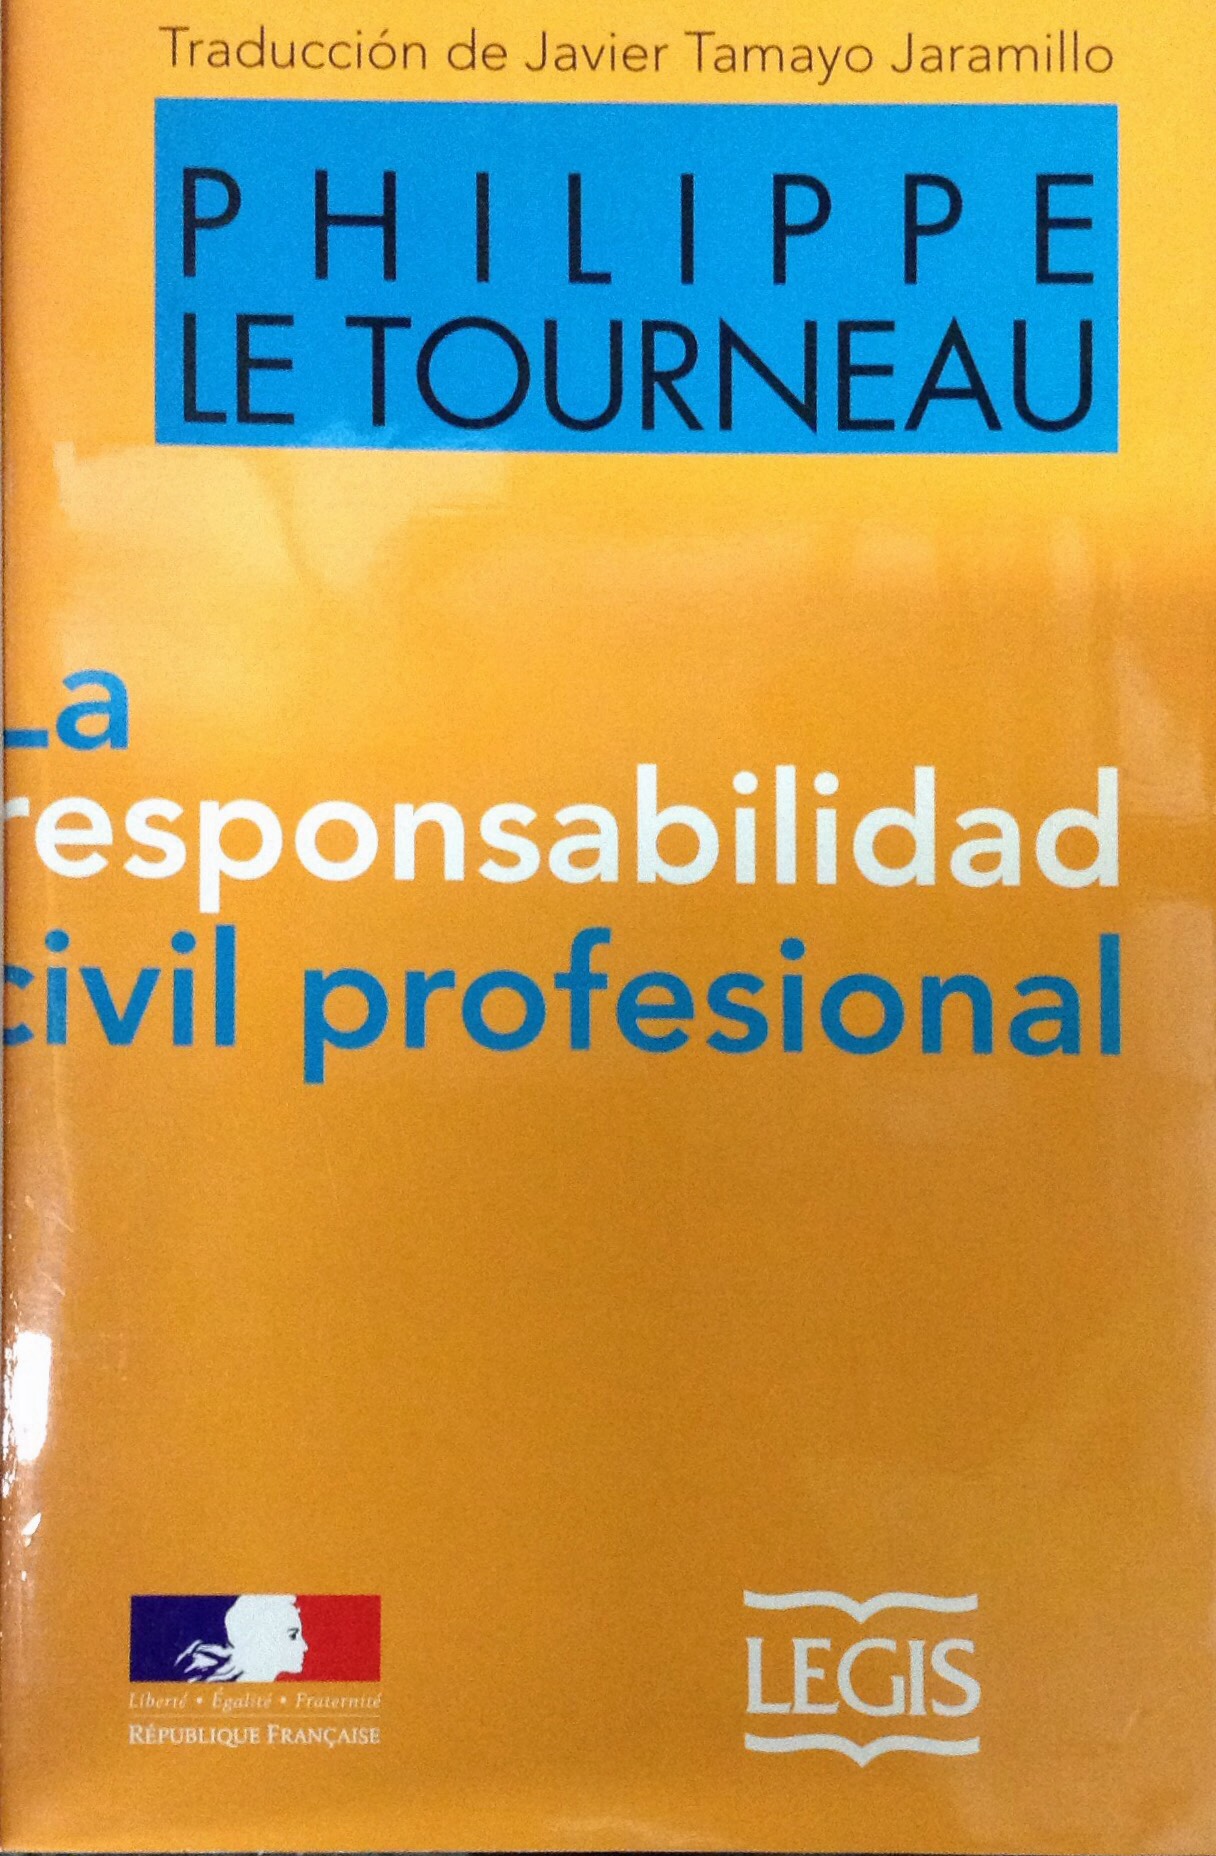 Traducción de Javier Tamayo Jaramillo
PHILIPPE
LE TOURNEAU
La
responsabilidad
civil profesional
Liberté • Égalité • Fraternité
RÉPUBLIQUE FRANÇAISE
LEGIS